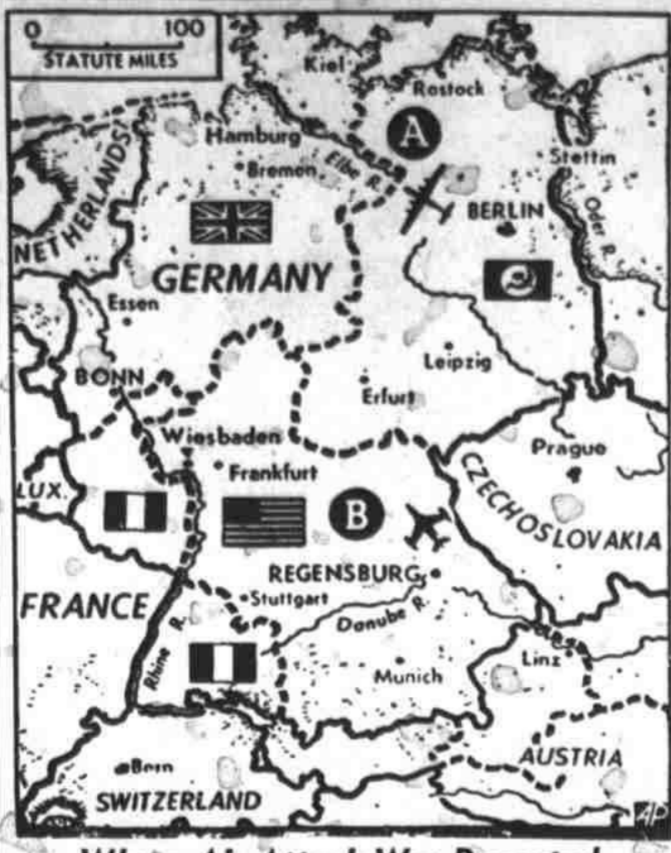 0 100
STATUTE MILES
Kiel
Rostock
A
Hamburg
Bremen
Elbe R.
Stettin
NETHERLANDS
BERLIN
Oder R.
GERMANY
Essen
Leipzig
BONN
Erfurt
Wiesbaden
Prague
Frankfurt
LUX.
B
CZECHOSLOVAKIA
REGENSBURG
FRANCE
Stuttgart
Danube R.
Rhine R.
Linz
Munich
AUSTRIA
Bern
SWITZERLAND
AP